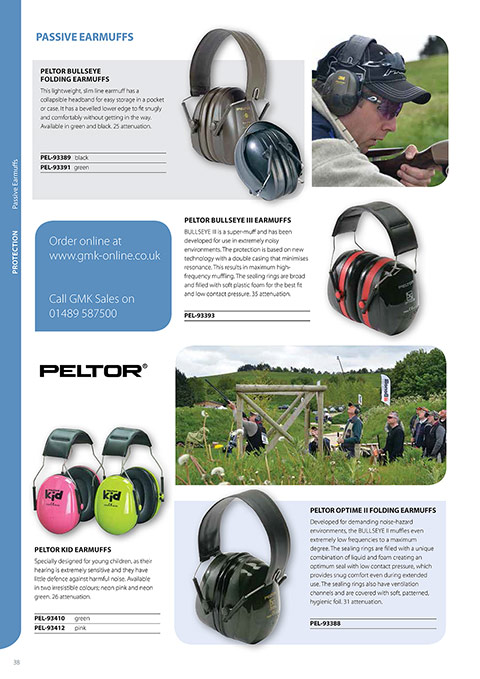 PASSIVE EARMUFFS
PELTOR BULLSEYE
FOLDING EARMUFFS
This lightweight, slim line earmuff has a
collapsible headband for easy storage in a pocket
or case. It has a bevelled lower edge to fit snugly
and comfortably without getting in the way.
Available in green and black. 25 attenuation.
PEL-93389 black
PEL-93391 green
Passive Earmuffs
PROTECTION
Order online at
www.gmk-online.co.uk
Call GMK Sales on
01489 587500
PELTOR BULLSEYE III EARMUFFS
BULLSEYE III is a super-muff and has been
developed for use in extremely noisy
environments. The protection is based on new
technology with a double casing that minimises
resonance. This results in maximum high-
frequency muffling. The sealing rings are broad
and filled with soft plastic foam for the best fit
and low contact pressure. 35 attenuation.
PEL-93393
PELTOR
PELTOR®
kid
kid
PELTOR KID EARMUFFS
Specially designed for young children, as their
hearing is extremely sensitive and they have
little defence against harmful noise. Available
in two irresistible colours; neon pink and neon
green. 26 attenuation.
PEL-93410 green
PEL-93412 pink
PELTOR OPTIME II FOLDING EARMUFFS
Developed for demanding noise-hazard
environments, the BULLSEYE II muffles even
extremely low frequencies to a maximum
degree. The sealing rings are filled with a unique
combination of liquid and foam creating an
optimum seal with low contact pressure, which
provides snug comfort even during extended
use. The sealing rings also have ventilation
channels and are covered with soft, patterned,
hygienic foil. 31 attenuation.
PEL-93388
38